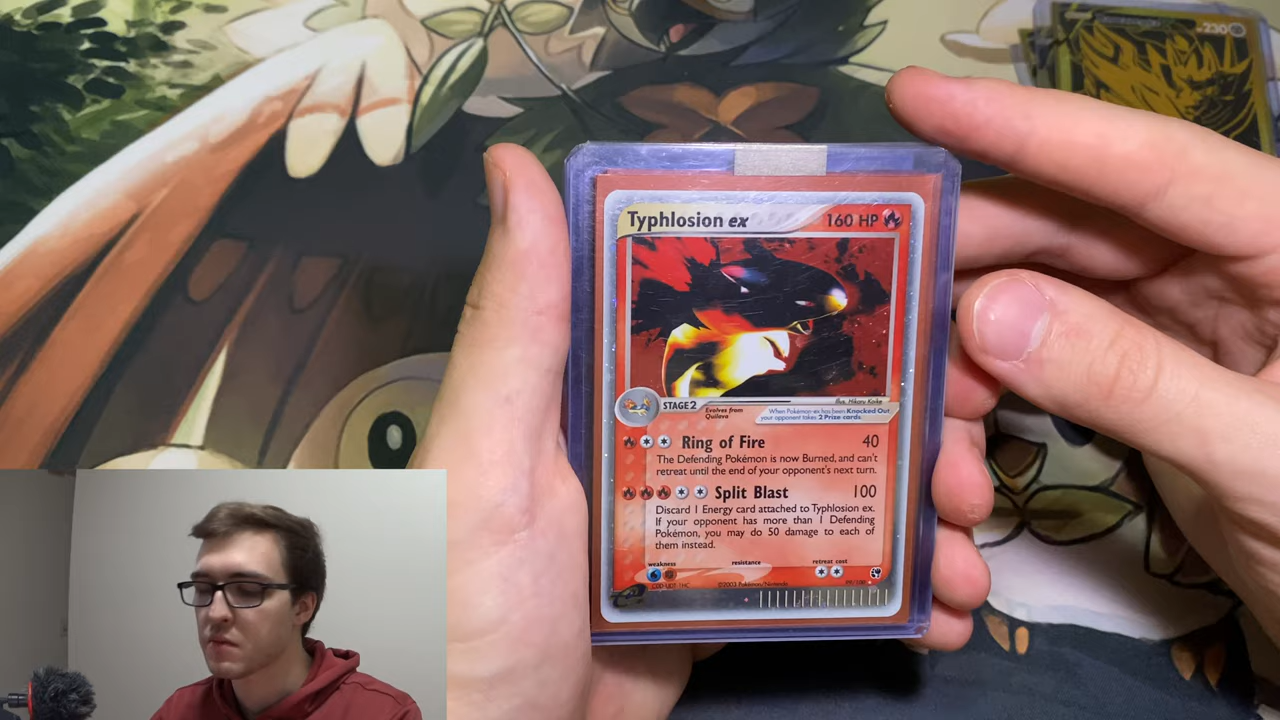 230
Typhlosion ex 160 HP
illus. Hikaru Koike
STAGE 2 Evolves from Quilava
When Pokémon ex has been Knocked Out, your opponent takes 2 Prize cards.
Ring of Fire 40
The Defending Pokémon is now Burned, and can't
retreat until the end of your opponent's next turn.
Split Blast 100
Discard 1 Energy card attached to Typhlosion ex.
If your opponent has more than 1 Defending
Pokémon, you may do 50 damage to each of
them instead.
weakness resistance retreat cost
©2003 Pokémon/Nintendo 99/100